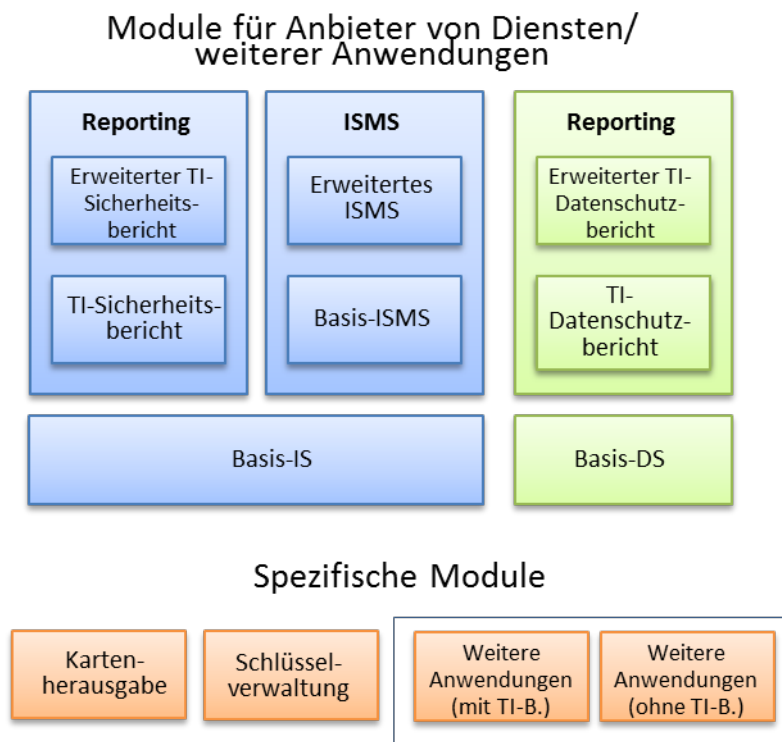 Module für Anbieter von Diensten/
weiterer Anwendungen
Reporting
Erweiterter TI-
Sicherheits-
bericht
TI-Sicherheits-
bericht
ISMS
Erweitertes
ISMS
Basis-ISMS
Reporting
Erweiterter TI-
Datenschutz-
bericht
TI-
Datenschutz-
bericht
Basis-IS
Basis-DS
Spezifische Module
Karten-
herausgabe
Schlüssel-
verwaltung
Weitere
Anwendungen
(mit TI-B.)
Weitere
Anwendungen
(ohne TI-B.)